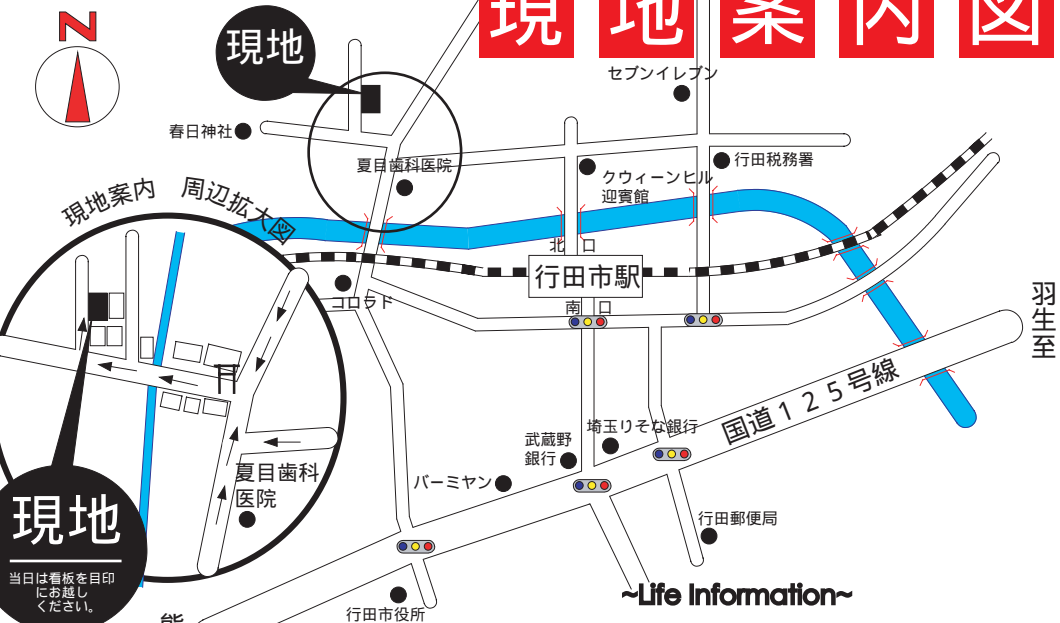 現地案内図
N
現地
セブンイレブン
春日神社
夏目歯科医院
行田税務署
クウィーンヒル
迎賓館
現地案内 周辺拡大図
北 口
行田市駅
コロラド
南 口
羽生至
国道125号線
埼玉りそな銀行
武蔵野
銀行
バーミヤン
夏目歯科
医院
現地
当日は看板を目印
にお越し
ください。
行田郵便局
~Life Information~
行田市役所
熊